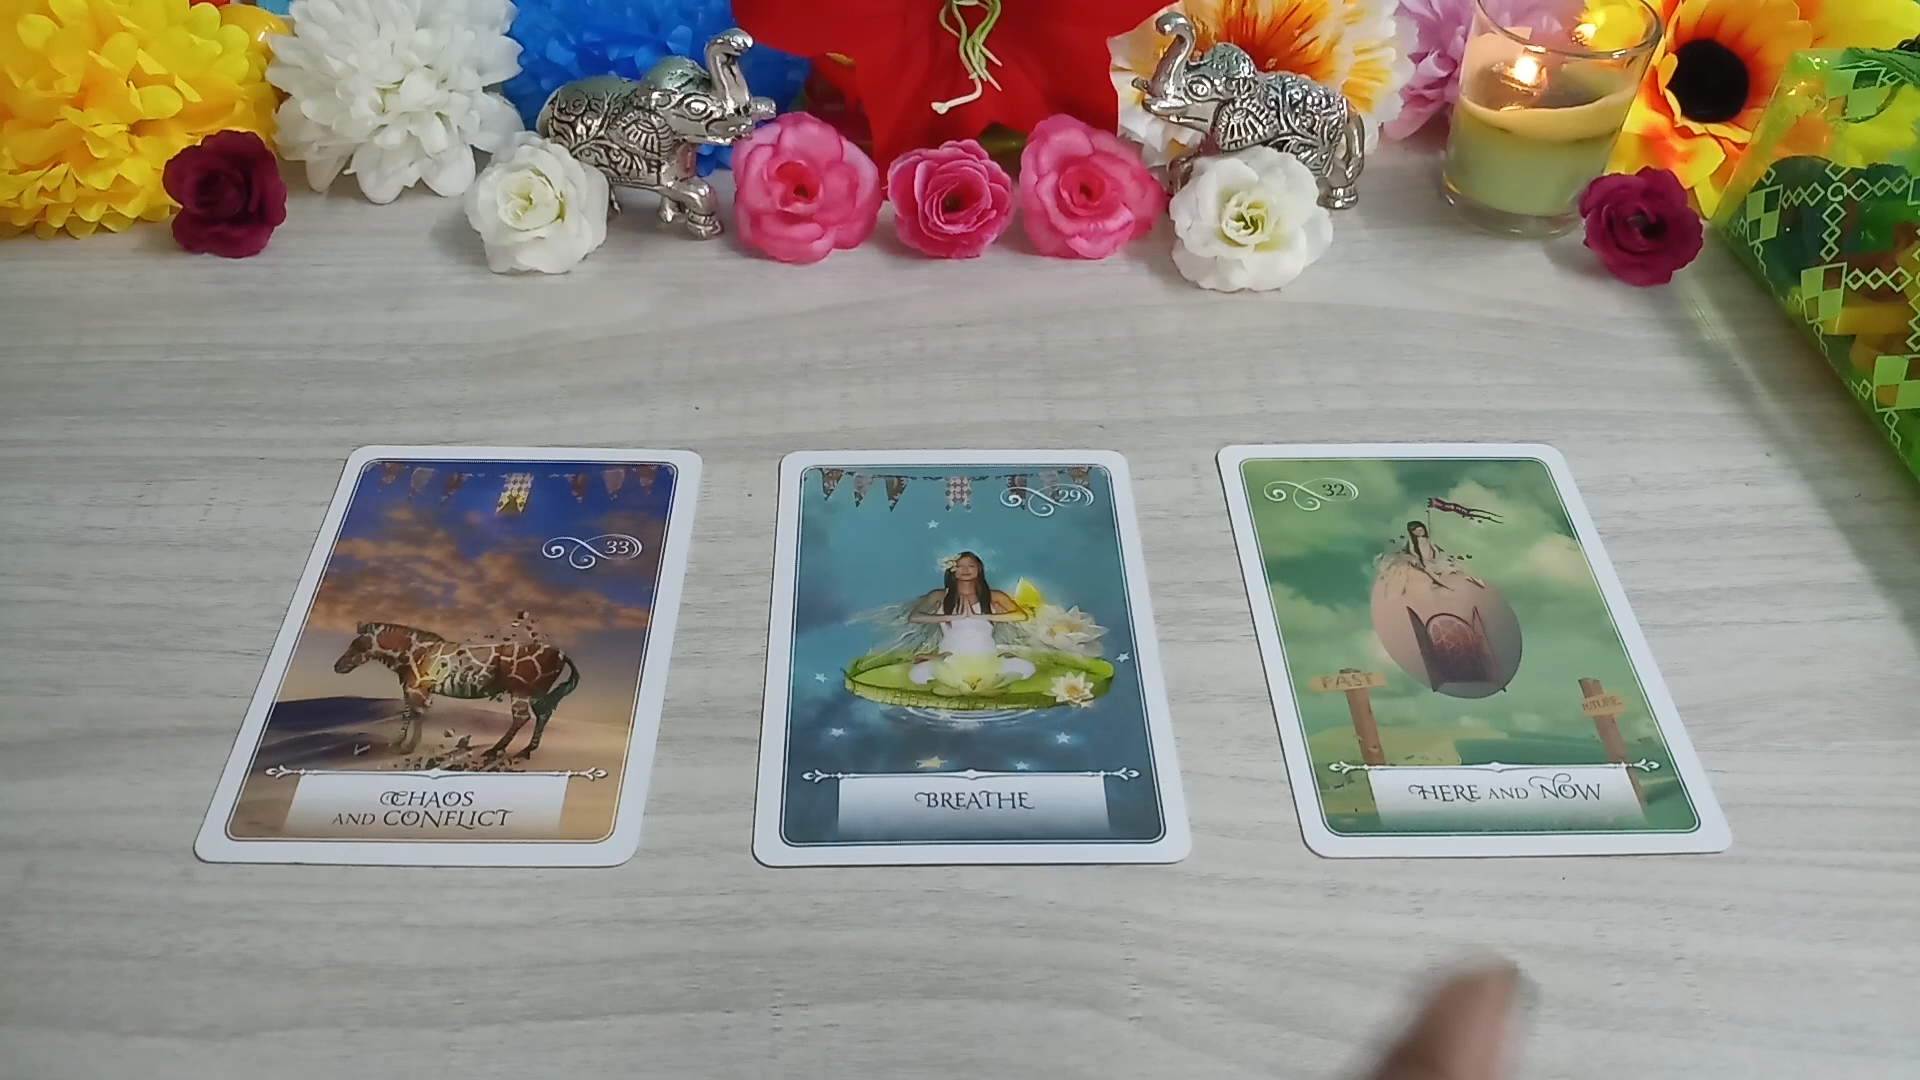 33
CHAOS
AND CONFLICT
29
BREATHE
32
PAST
FUTURE
HERE AND NOW